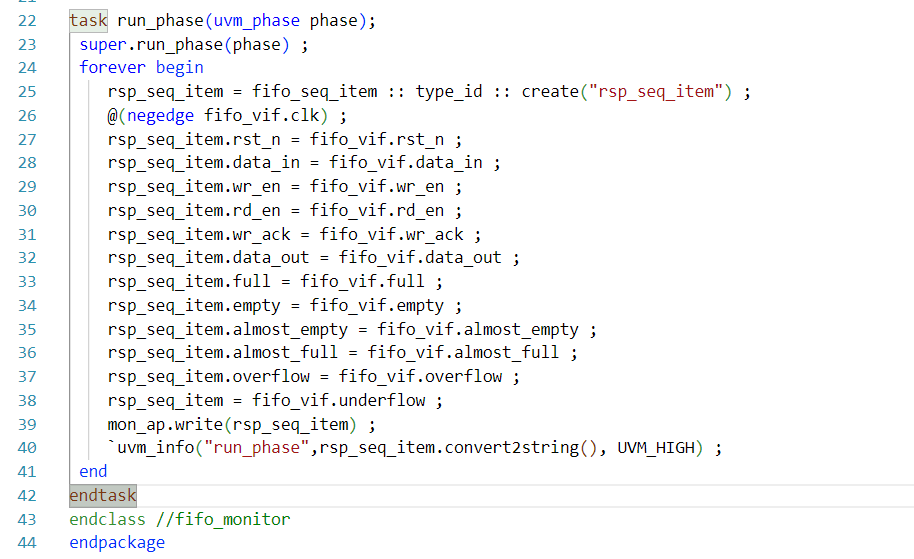 22 task run_phase(uvm_phase phase);
23 super.run_phase(phase) ;
24 forever begin
25 rsp_seq_item = fifo_seq_item :: type_id :: create("rsp_seq_item") ;
26 @(negedge fifo_vif.clk) ;
27 rsp_seq_item.rst_n = fifo_vif.rst_n ;
28 rsp_seq_item.data_in = fifo_vif.data_in ;
29 rsp_seq_item.wr_en = fifo_vif.wr_en ;
30 rsp_seq_item.rd_en = fifo_vif.rd_en ;
31 rsp_seq_item.wr_ack = fifo_vif.wr_ack ;
32 rsp_seq_item.data_out = fifo_vif.data_out ;
33 rsp_seq_item.full = fifo_vif.full ;
34 rsp_seq_item.empty = fifo_vif.empty ;
35 rsp_seq_item.almost_empty = fifo_vif.almost_empty ;
36 rsp_seq_item.almost_full = fifo_vif.almost_full ;
37 rsp_seq_item.overflow = fifo_vif.overflow ;
38 rsp_seq_item = fifo_vif.underflow ;
39 mon_ap.write(rsp_seq_item) ;
40 `uvm_info("run_phase",rsp_seq_item.convert2string(), UVM_HIGH) ;
41 end
42 endtask
43 endclass //fifo_monitor
44 endpackage